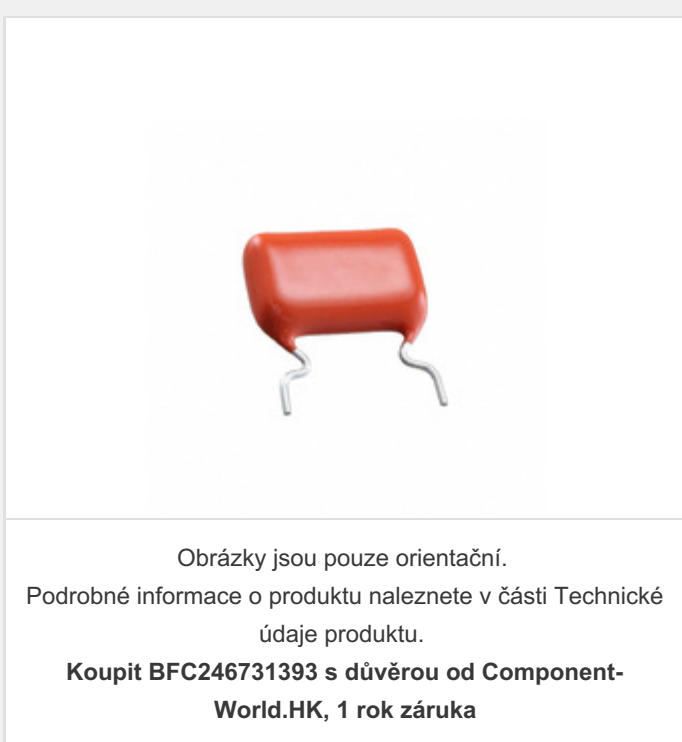 Obrázky jsou pouze orientační.
Podrobné informace o produktu naleznete v části Technické
údaje produktu.
Koupit BFC246731393 s důvěrou od Component-
World.HK, 1 rok záruka